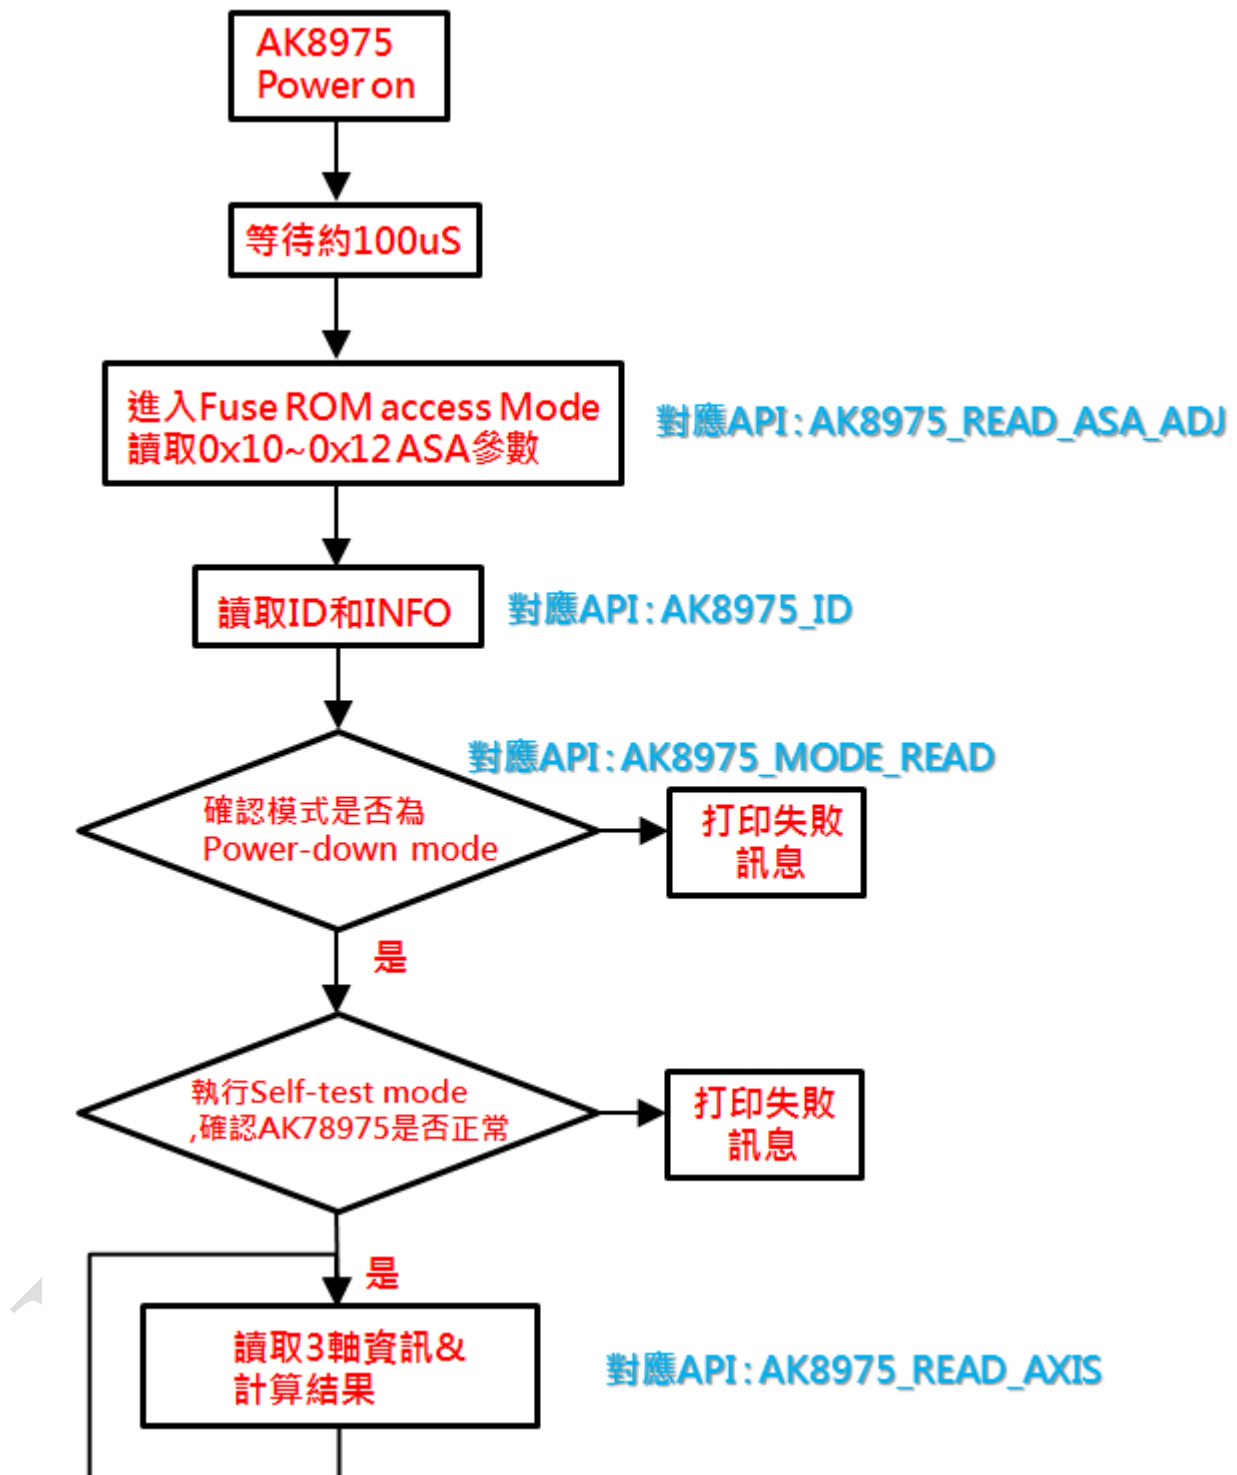 AK8975
Power on
等待約100uS
進入Fuse ROM access Mode
讀取0x10~0x12 ASA參數
對應API : AK8975_READ_ASA_ADJ
讀取ID和INFO
對應API : AK8975_ID
對應API : AK8975_MODE_READ
確認模式是否為
Power-down mode
打印失敗
訊息
是
執行Self-test mode
,確認AK78975是否正常
打印失敗
訊息
是
讀取3軸資訊&
計算結果
對應API : AK8975_READ_AXIS